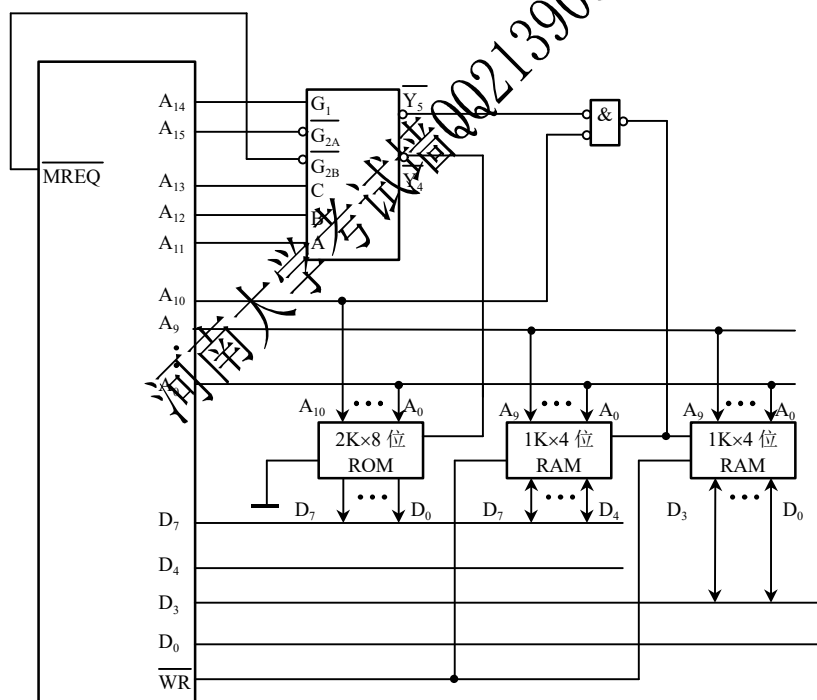 A14
A15
MREQ
A13
A12
A11
A10
A9
A0
G1
G2A
G2B
C
B
A
Y5
Y4
&
A10 ••• A0
2K×8 位
ROM
D7 ••• D0
A9 ••• A0
1K×4 位
RAM
D7 ••• D4
A9 ••• A0
1K×4 位
RAM
D3 ••• D0
D7
D4
D3
D0
WR